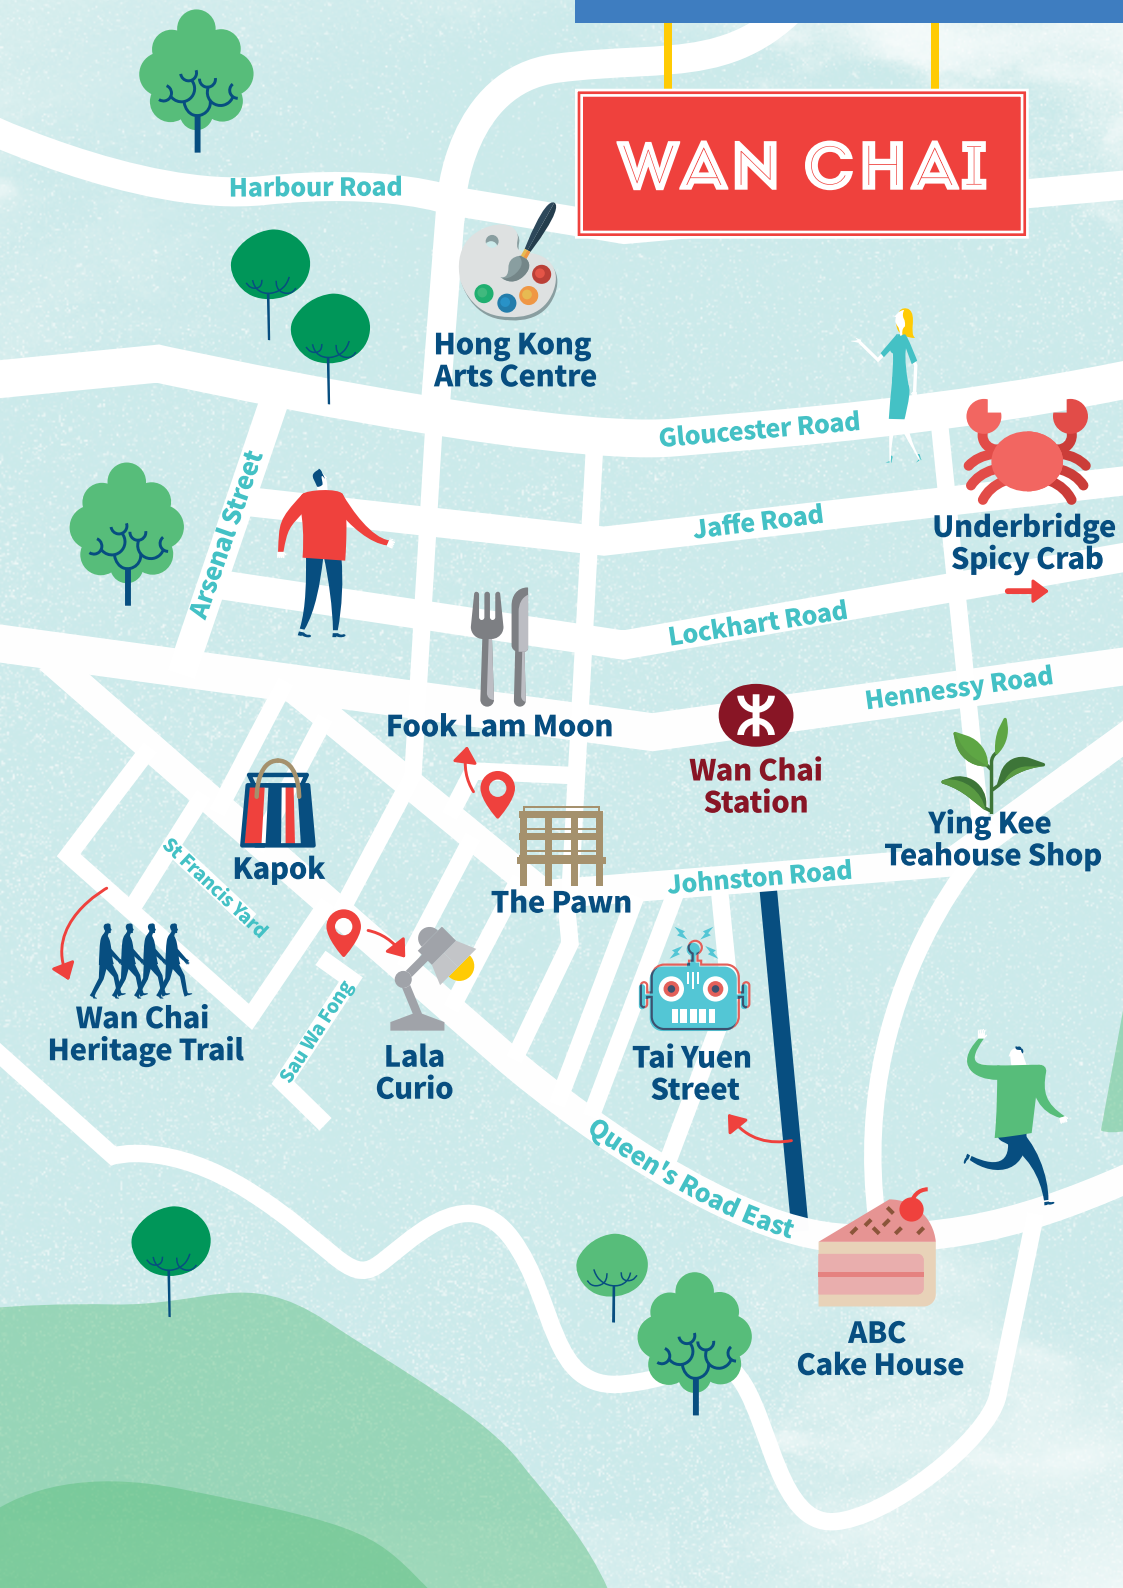 WAN CHAI
Harbour Road
Hong Kong
Arts Centre
Gloucester Road
Arsenal Street
Jaffe Road
Underbridge
Spicy Crab
Lockhart Road
Hennessy Road
Fook Lam Moon
Wan Chai
Station
Ying Kee
Teahouse Shop
Kapok
St Francis Yard
The Pawn
Johnston Road
Wan Chai
Heritage Trail
Sau Wa Fong
Lala
Curio
Tai Yuen
Street
Queen's Road East
ABC
Cake House